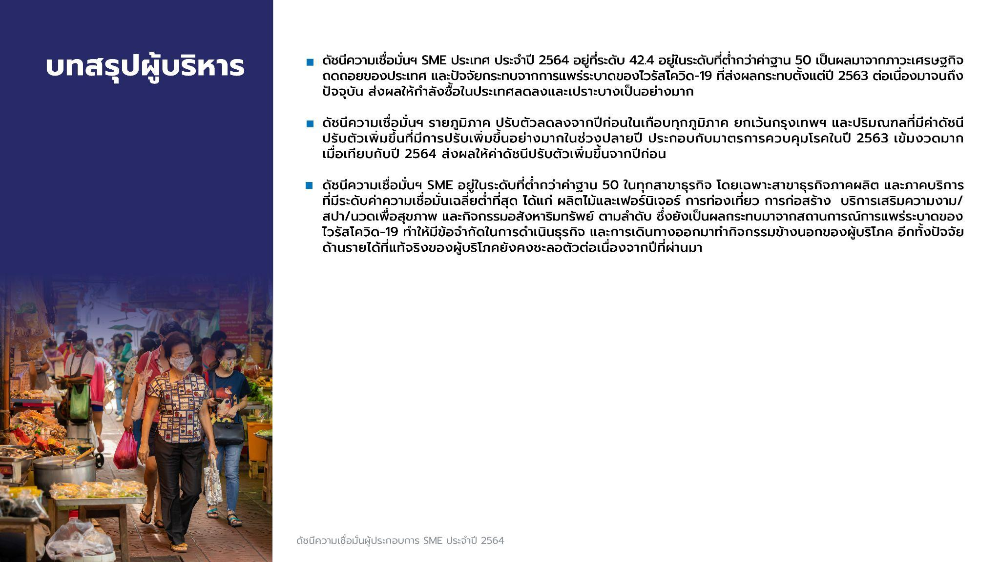 บทสรุปผู้บริหาร
ดัชนีความเชื่อมั่นฯ SME ประเทศ ประจำปี 2564 อยู่ที่ระดับ 42.4 อยู่ในระดับที่ต่ำกว่าค่าฐาน 50 เป็นผลมาจากภาวะเศรษฐกิจ
ถดถอยของประเทศ และปัจจัยกระทบจากการแพร่ระบาดของไวรัสโควิด-19 ที่ส่งผลกระทบตั้งแต่ปี 2563 ต่อเนื่องมาจนถึง
ปัจจุบัน ส่งผลให้กำลังซื้อในประเทศลดลงและเปราะบางเป็นอย่างมาก
ดัชนีความเชื่อมั่นฯ รายภูมิภาค ปรับตัวลดลงจากปีก่อนในเกือบทุกภูมิภาค ยกเว้นกรุงเทพฯ และปริมณฑลที่มีค่าดัชนี
ปรับตัวเพิ่มขึ้นที่มีการปรับเพิ่มขึ้นอย่างมากในช่วงปลายปี ประกอบกับมาตรการควบคุมโรคในปี 2563 เข้มงวดมาก
เมื่อเทียบกับปี 2564 ส่งผลให้ค่าดัชนีปรับตัวเพิ่มขึ้นจากปีก่อน
ดัชนีความเชื่อมั่นฯ SME อยู่ในระดับที่ต่ำกว่าค่าฐาน 50 ในทุกสาขาธุรกิจ โดยเฉพาะสาขาธุรกิจภาคผลิต และภาคบริการ
ที่มีระดับค่าความเชื่อมั่นเฉลี่ยต่ำที่สุด ได้แก่ ผลิตไม้และเฟอร์นิเจอร์ การท่องเที่ยว การก่อสร้าง บริการเสริมความงาม/
สปา/นวดเพื่อสุขภาพ และกิจกรรมอสังหาริมทรัพย์ ตามลำดับ ซึ่งยังเป็นผลกระทบมาจากสถานการณ์การแพร่ระบาดของ
ไวรัสโควิด-19 ทำให้มีข้อจำกัดในการดำเนินธุรกิจ และการเดินทางออกมาทำกิจกรรมข้างนอกของผู้บริโภค อีกทั้งปัจจัย
ด้านรายได้ที่แท้จริงของผู้บริโภคยังคงชะลอตัวต่อเนื่องจากปีที่ผ่านมา
ดัชนีความเชื่อมั่นผู้ประกอบการ SME ประจำปี 2564